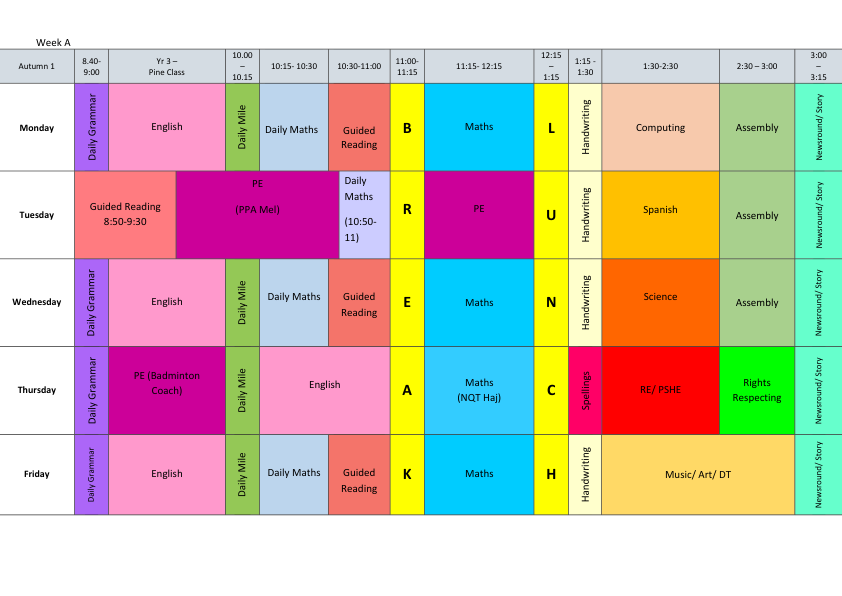 Week A
Autumn 1
8.40-
9:00
Yr 3 –
Pine Class
10.00
–
10.15
10:15- 10:30
10:30-11:00
11:00-
11:15
11:15- 12:15
12:15
–
1:15
1:15 -
1:30
1:30-2:30
2:30 – 3:00
3:00
–
3:15
Monday
Daily Grammar
English
Daily Mile
Daily Maths
Guided
Reading
B
Maths
L
Handwriting
Computing
Assembly
Newsround/ Story
Tuesday
Guided Reading
8:50-9:30
PE
(PPA Mel)
Daily
Maths
(10:50-
11)
R
PE
U
Handwriting
Spanish
Assembly
Newsround/ Story
Wednesday
Daily Grammar
English
Daily Mile
Daily Maths
Guided
Reading
E
Maths
N
Handwriting
Science
Assembly
Newsround/ Story
Thursday
Daily Grammar
PE (Badminton
Coach)
Daily Mile
English
A
Maths
(NQT Haj)
C
Spellings
RE/ PSHE
Rights
Respecting
Newsround/ Story
Friday
Daily Grammar
English
Daily Mile
Daily Maths
Guided
Reading
K
Maths
H
Handwriting
Music/ Art/ DT
Newsround/ Story